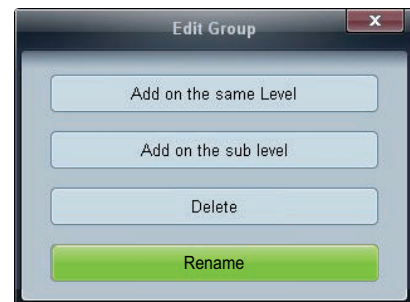 Edit Group
x
Add on the same Level
Add on the sub level
Delete
Rename